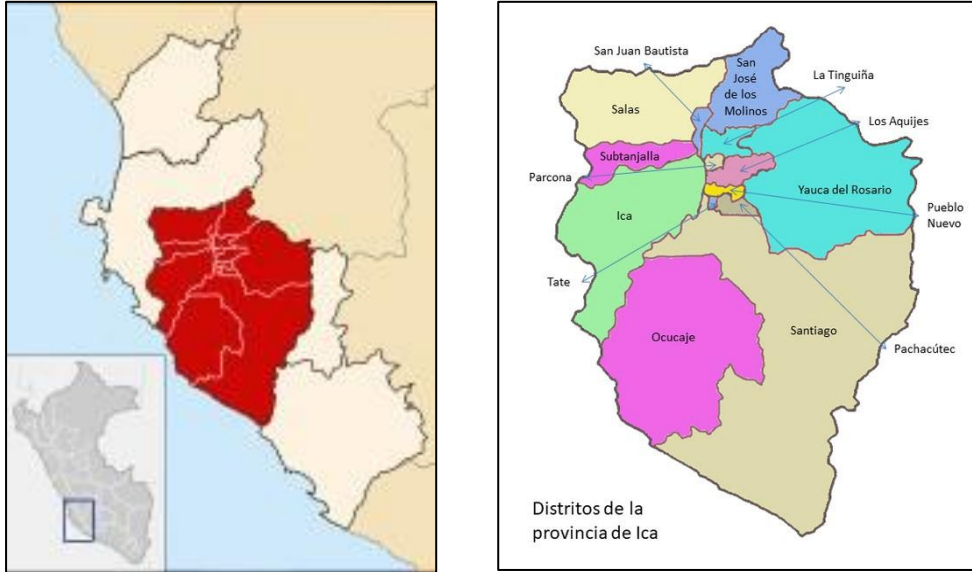 San Juan Bautista
San
José
de los
Molinos
La Tinguiña
Salas
Los Aquijes
Subtanjalla
Parcona
Yauca del Rosario
Ica
Pueblo
Nuevo
Tate
Ocucaje
Santiago
Pachacútec
Distritos de la
provincia de Ica